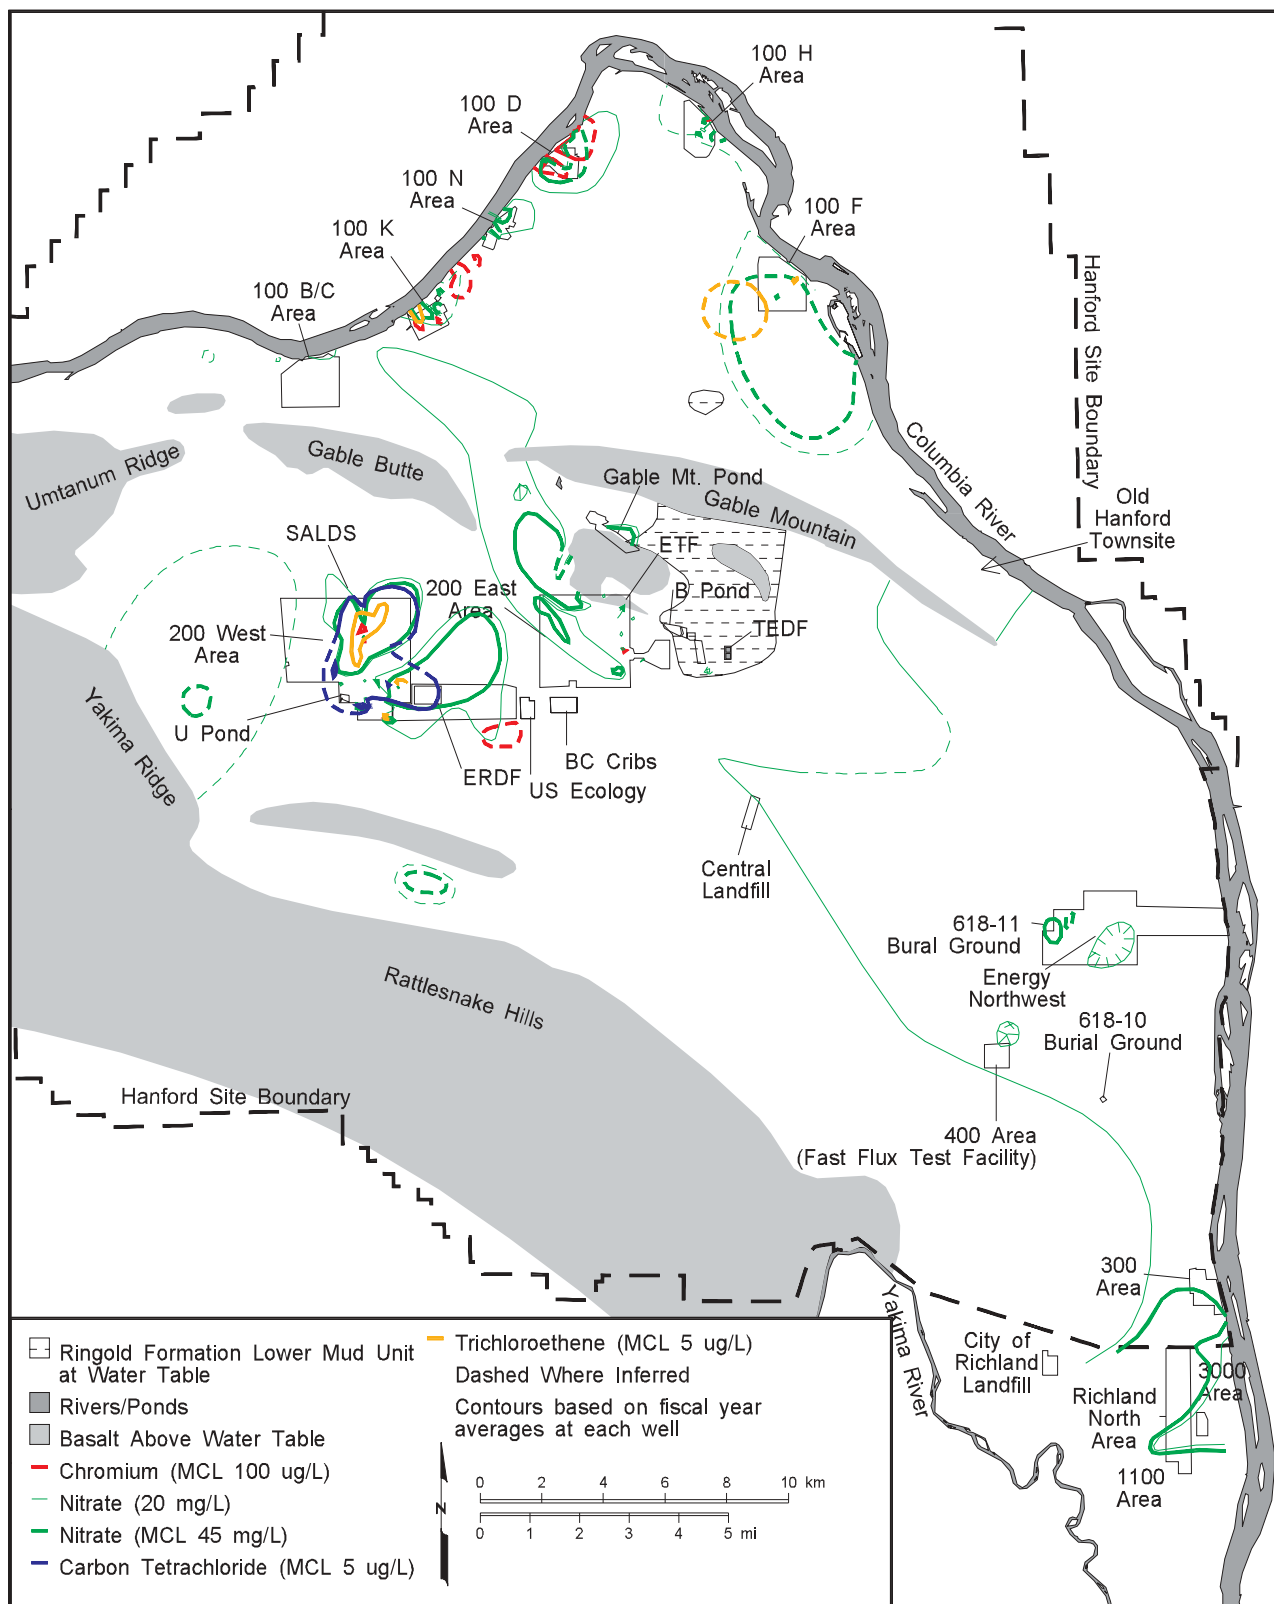 100 H
Area
100 D
Area
100 N
Area
100 F
Area
100 K
Area
100 B/C
Area
Hanford Site Boundary
Columbia River
Umtanum Ridge
Gable Butte
Gable Mt. Pond
Gable Mountain
Old
Hanford
Townsite
SALDS
ETF
200 East
Area
B Pond
200 West
Area
TEDF
Yakima Ridge
U Pond
ERDF
BC Cribs
US Ecology
Central
Landfill
618-11
Bural Ground
Energy
Northwest
Rattlesnake Hills
618-10
Burial Ground
Hanford Site Boundary
400 Area
(Fast Flux Test Facility)
300
Area
Yakima River
City of
Richland
Landfill
3000
Area
Richland
North
Area
1100
Area
Ringold Formation Lower Mud Unit
at Water Table
Rivers/Ponds
Basalt Above Water Table
Chromium (MCL 100 ug/L)
Nitrate (20 mg/L)
Nitrate (MCL 45 mg/L)
Carbon Tetrachloride (MCL 5 ug/L)
Trichloroethene (MCL 5 ug/L)
Dashed Where Inferred
Contours based on fiscal year
averages at each well
N
0 2 4 6 8 10 km
0 1 2 3 4 5 mi